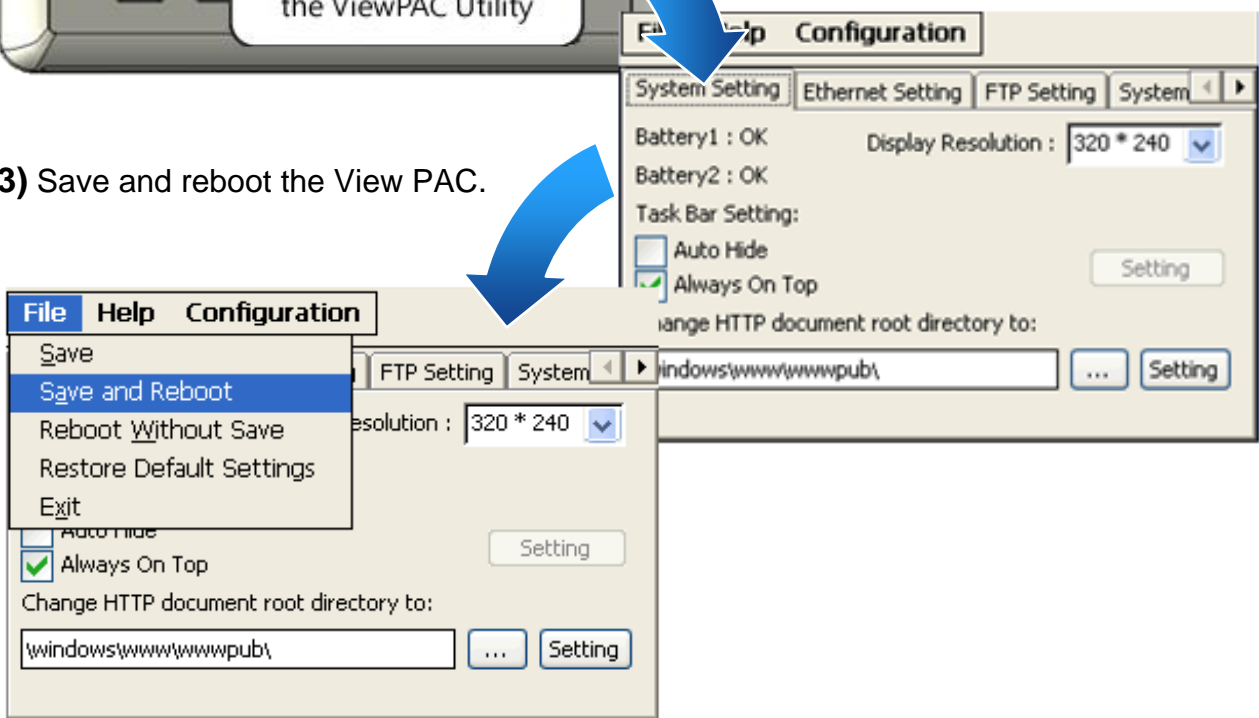 the ViewPAC Utility
Configuration
System Setting Ethernet Setting FTP Setting System
Battery1 : OK Display Resolution : 320 * 240
Battery2 : OK
Task Bar Setting:
Auto Hide
Setting
Always On Top
HTTP document root directory to:
indows\www\wwwpub\ ... Setting
3) Save and reboot the View PAC.
File Help Configuration
Save
Save and Reboot
Reboot Without Save
Restore Default Settings
Exit
FTP Setting System
esolution : 320 * 240
Auto Hide
Setting
Always On Top
Change HTTP document root directory to:
\windows\www\wwwpub\ ... Setting